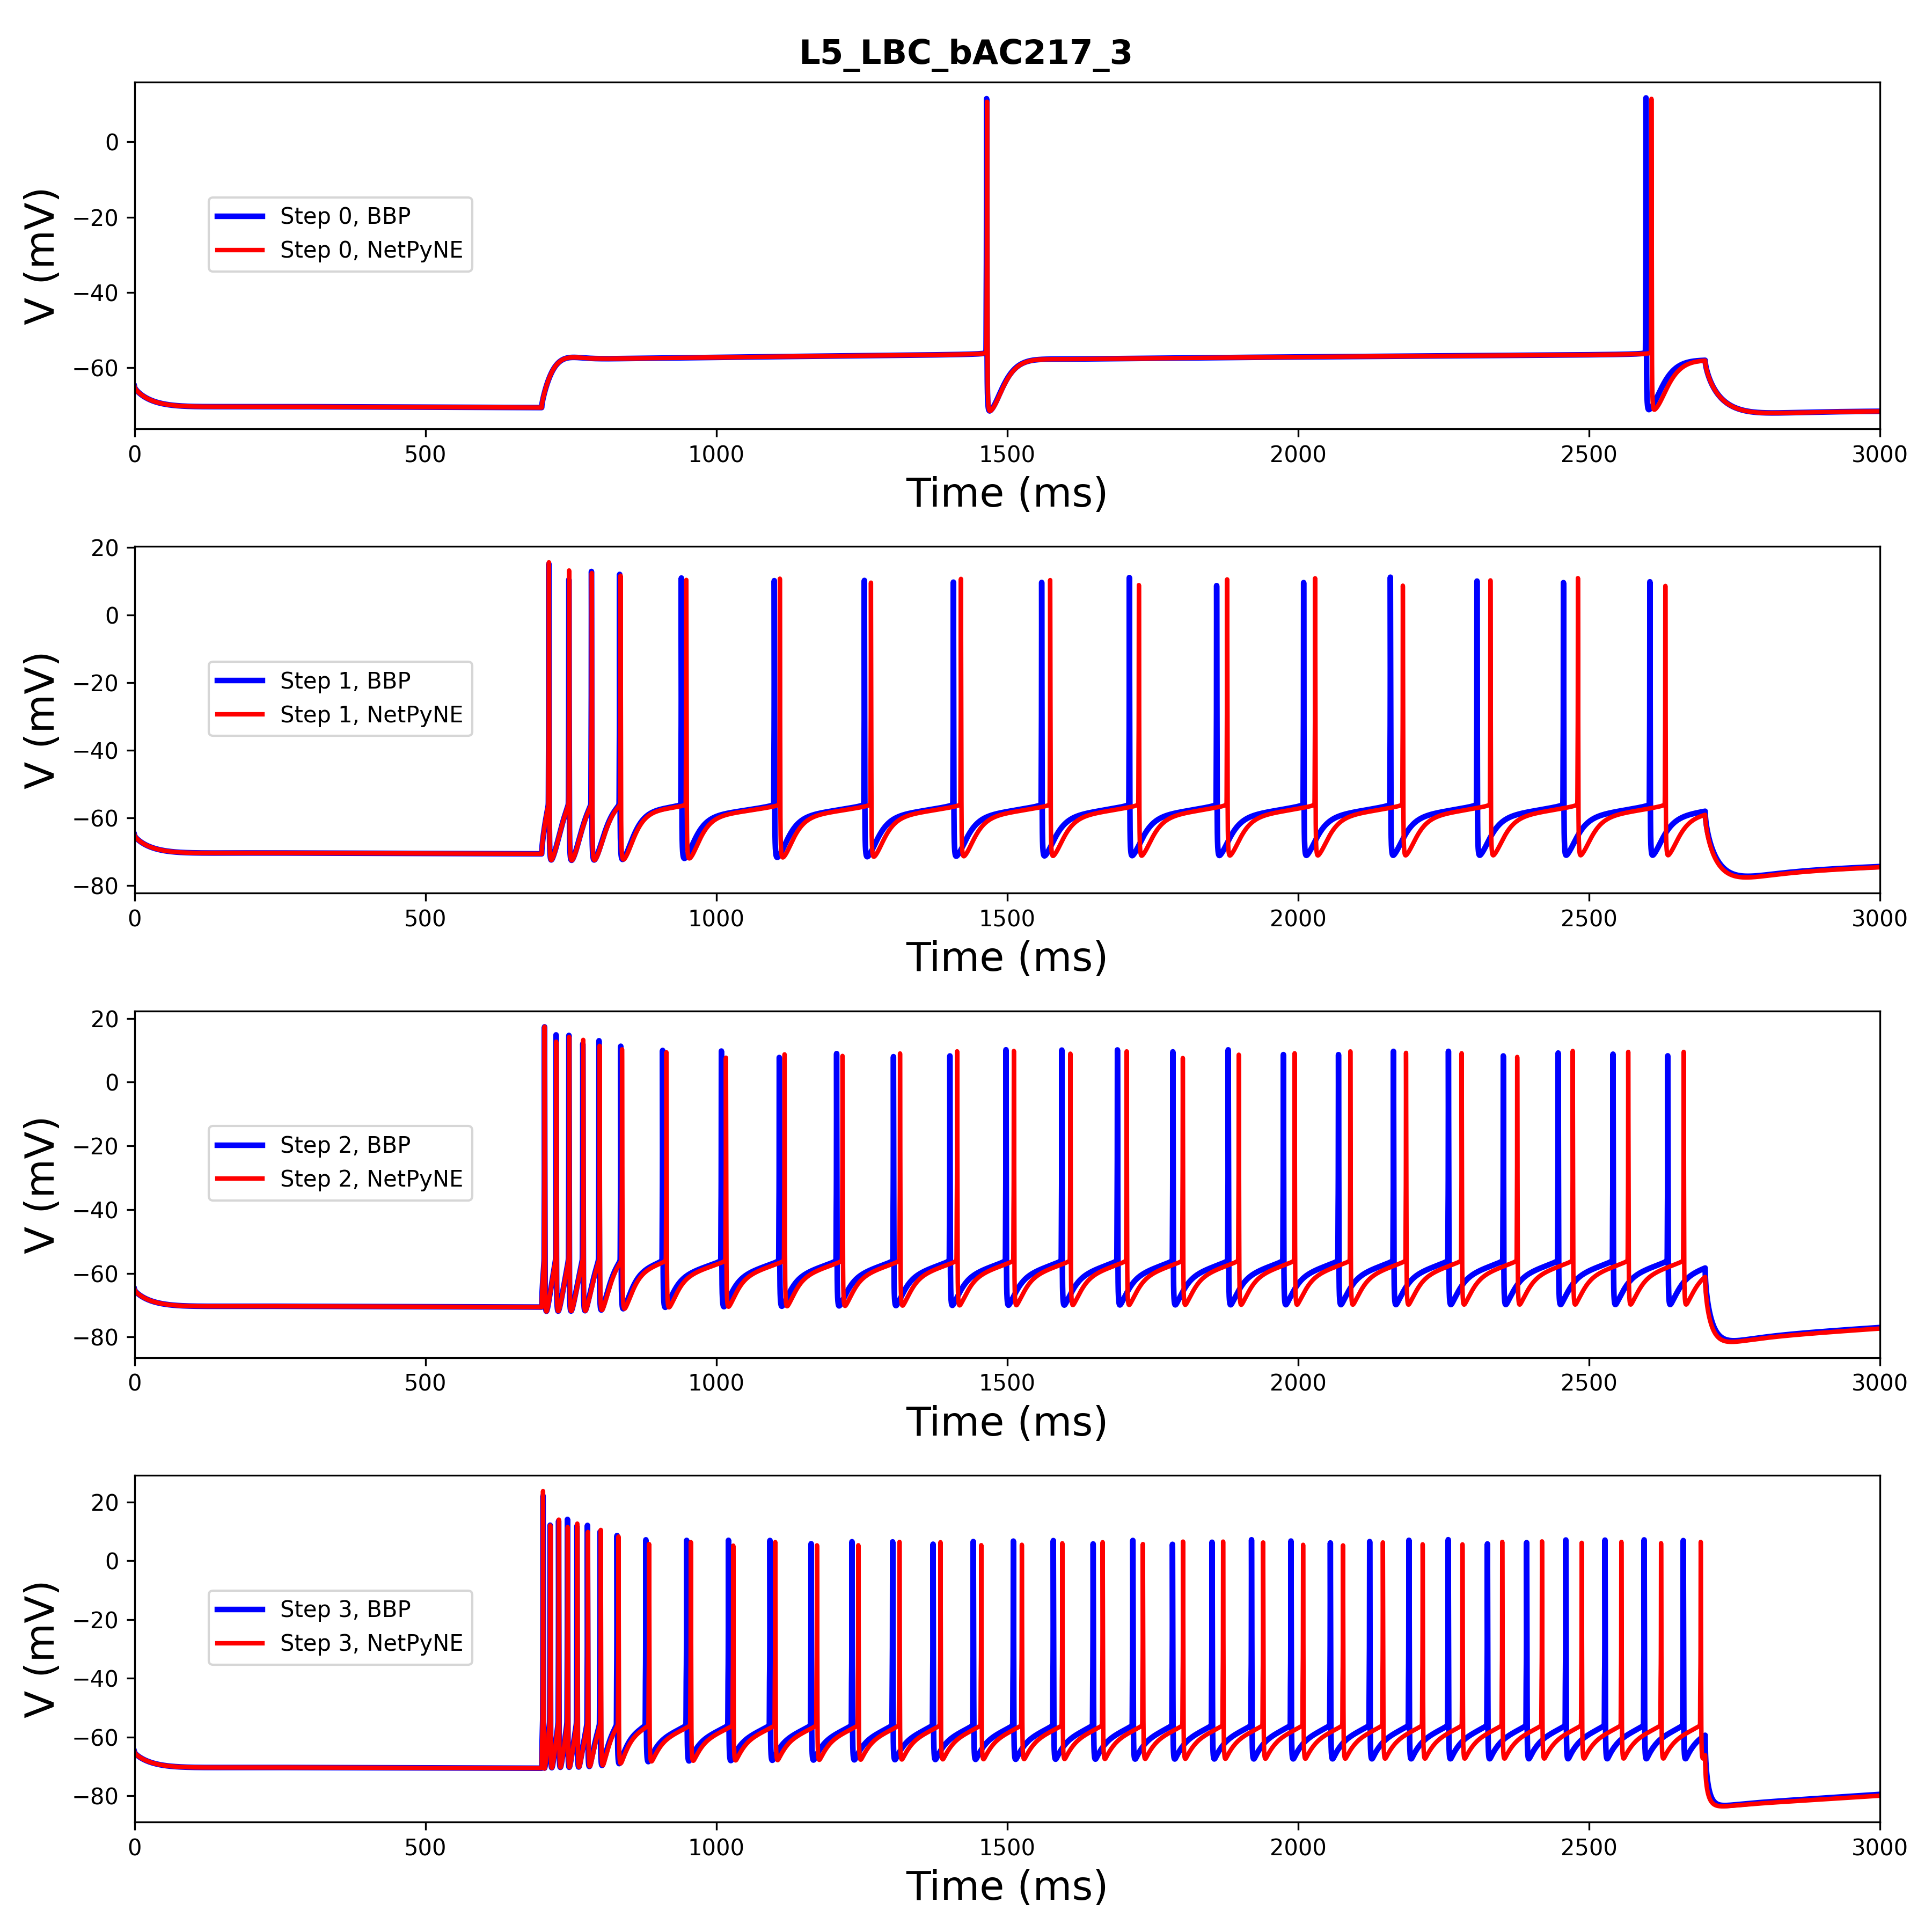 L5_LBC_bAC217_3
V (mV)
0
−20
−40
−60
Step 0, BBP
Step 0, NetPyNE
0 500 1000 1500 2000 2500 3000
Time (ms)
V (mV)
20
0
−20
−40
−60
−80
Step 1, BBP
Step 1, NetPyNE
0 500 1000 1500 2000 2500 3000
Time (ms)
V (mV)
20
0
−20
−40
−60
−80
Step 2, BBP
Step 2, NetPyNE
0 500 1000 1500 2000 2500 3000
Time (ms)
V (mV)
20
0
−20
−40
−60
−80
Step 3, BBP
Step 3, NetPyNE
0 500 1000 1500 2000 2500 3000
Time (ms)